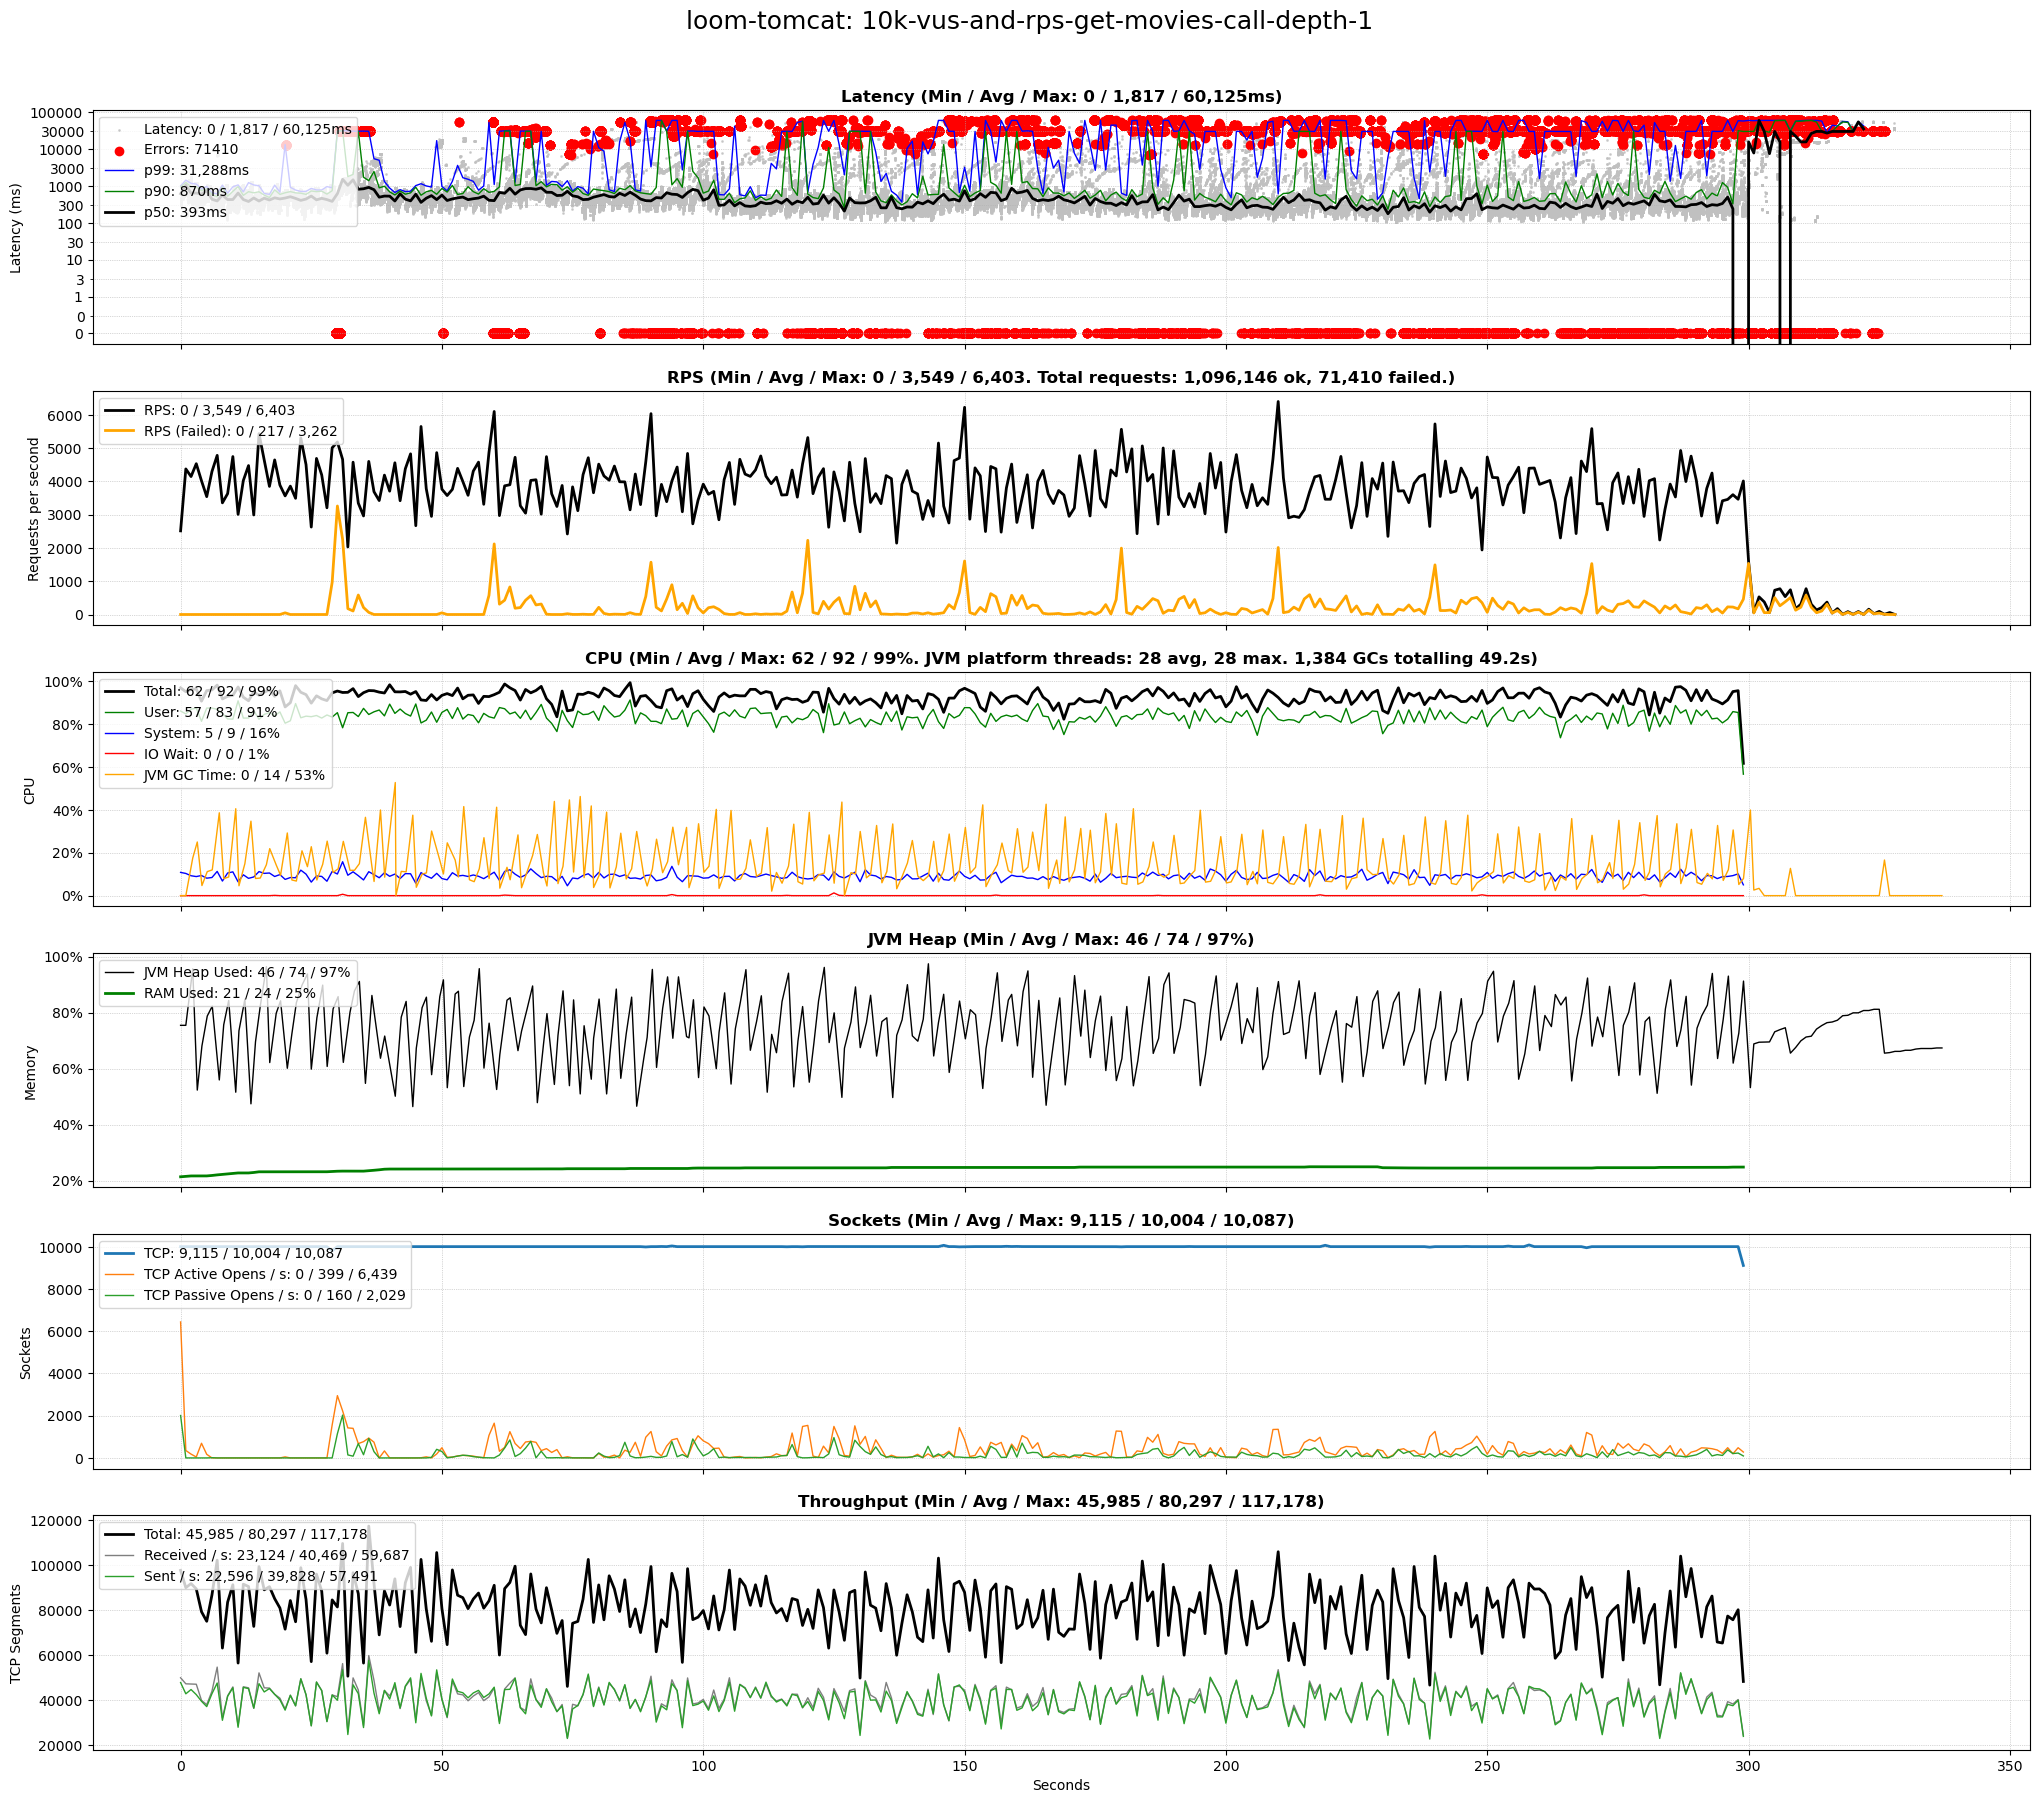 loom-tomcat: 10k-vus-and-rps-get-movies-call-depth-1
Latency (Min / Avg / Max: 0 / 1,817 / 60,125ms)
Latency (ms)
100000
30000
10000
3000
1000
300
100
30
10
3
1
0
0
Latency: 0 / 1,817 / 60,125ms
Errors: 71410
p99: 31,288ms
p90: 870ms
p50: 393ms
RPS (Min / Avg / Max: 0 / 3,549 / 6,403. Total requests: 1,096,146 ok, 71,410 failed.)
Requests per second
6000
5000
4000
3000
2000
1000
0
RPS: 0 / 3,549 / 6,403
RPS (Failed): 0 / 217 / 3,262
CPU (Min / Avg / Max: 62 / 92 / 99%. JVM platform threads: 28 avg, 28 max. 1,384 GCs totalling 49.2s)
CPU
100%
80%
60%
40%
20%
0%
Total: 62 / 92 / 99%
User: 57 / 83 / 91%
System: 5 / 9 / 16%
IO Wait: 0 / 0 / 1%
JVM GC Time: 0 / 14 / 53%
JVM Heap (Min / Avg / Max: 46 / 74 / 97%)
Memory
100%
80%
60%
40%
20%
JVM Heap Used: 46 / 74 / 97%
RAM Used: 21 / 24 / 25%
Sockets (Min / Avg / Max: 9,115 / 10,004 / 10,087)
Sockets
10000
8000
6000
4000
2000
0
TCP: 9,115 / 10,004 / 10,087
TCP Active Opens / s: 0 / 399 / 6,439
TCP Passive Opens / s: 0 / 160 / 2,029
Throughput (Min / Avg / Max: 45,985 / 80,297 / 117,178)
TCP Segments
120000
100000
80000
60000
40000
20000
Total: 45,985 / 80,297 / 117,178
Received / s: 23,124 / 40,469 / 59,687
Sent / s: 22,596 / 39,828 / 57,491
0 50 100 150 200 250 300 350
Seconds